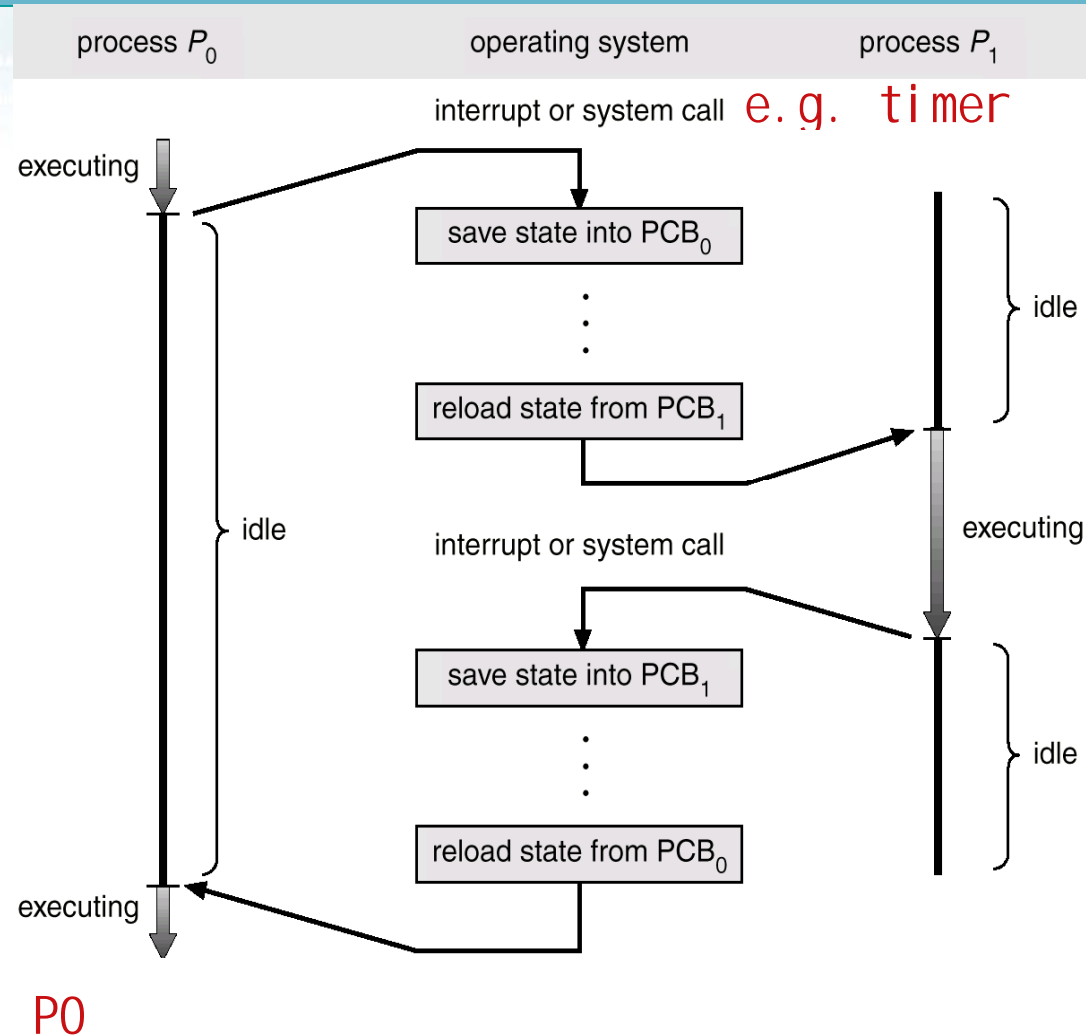 process P₀ operating system process P₁
interrupt or system call e.g. timer
executing
save state into PCB₀
idle
reload state from PCB₁
idle
executing
interrupt or system call
save state into PCB₁
idle
reload state from PCB₀
executing
P0